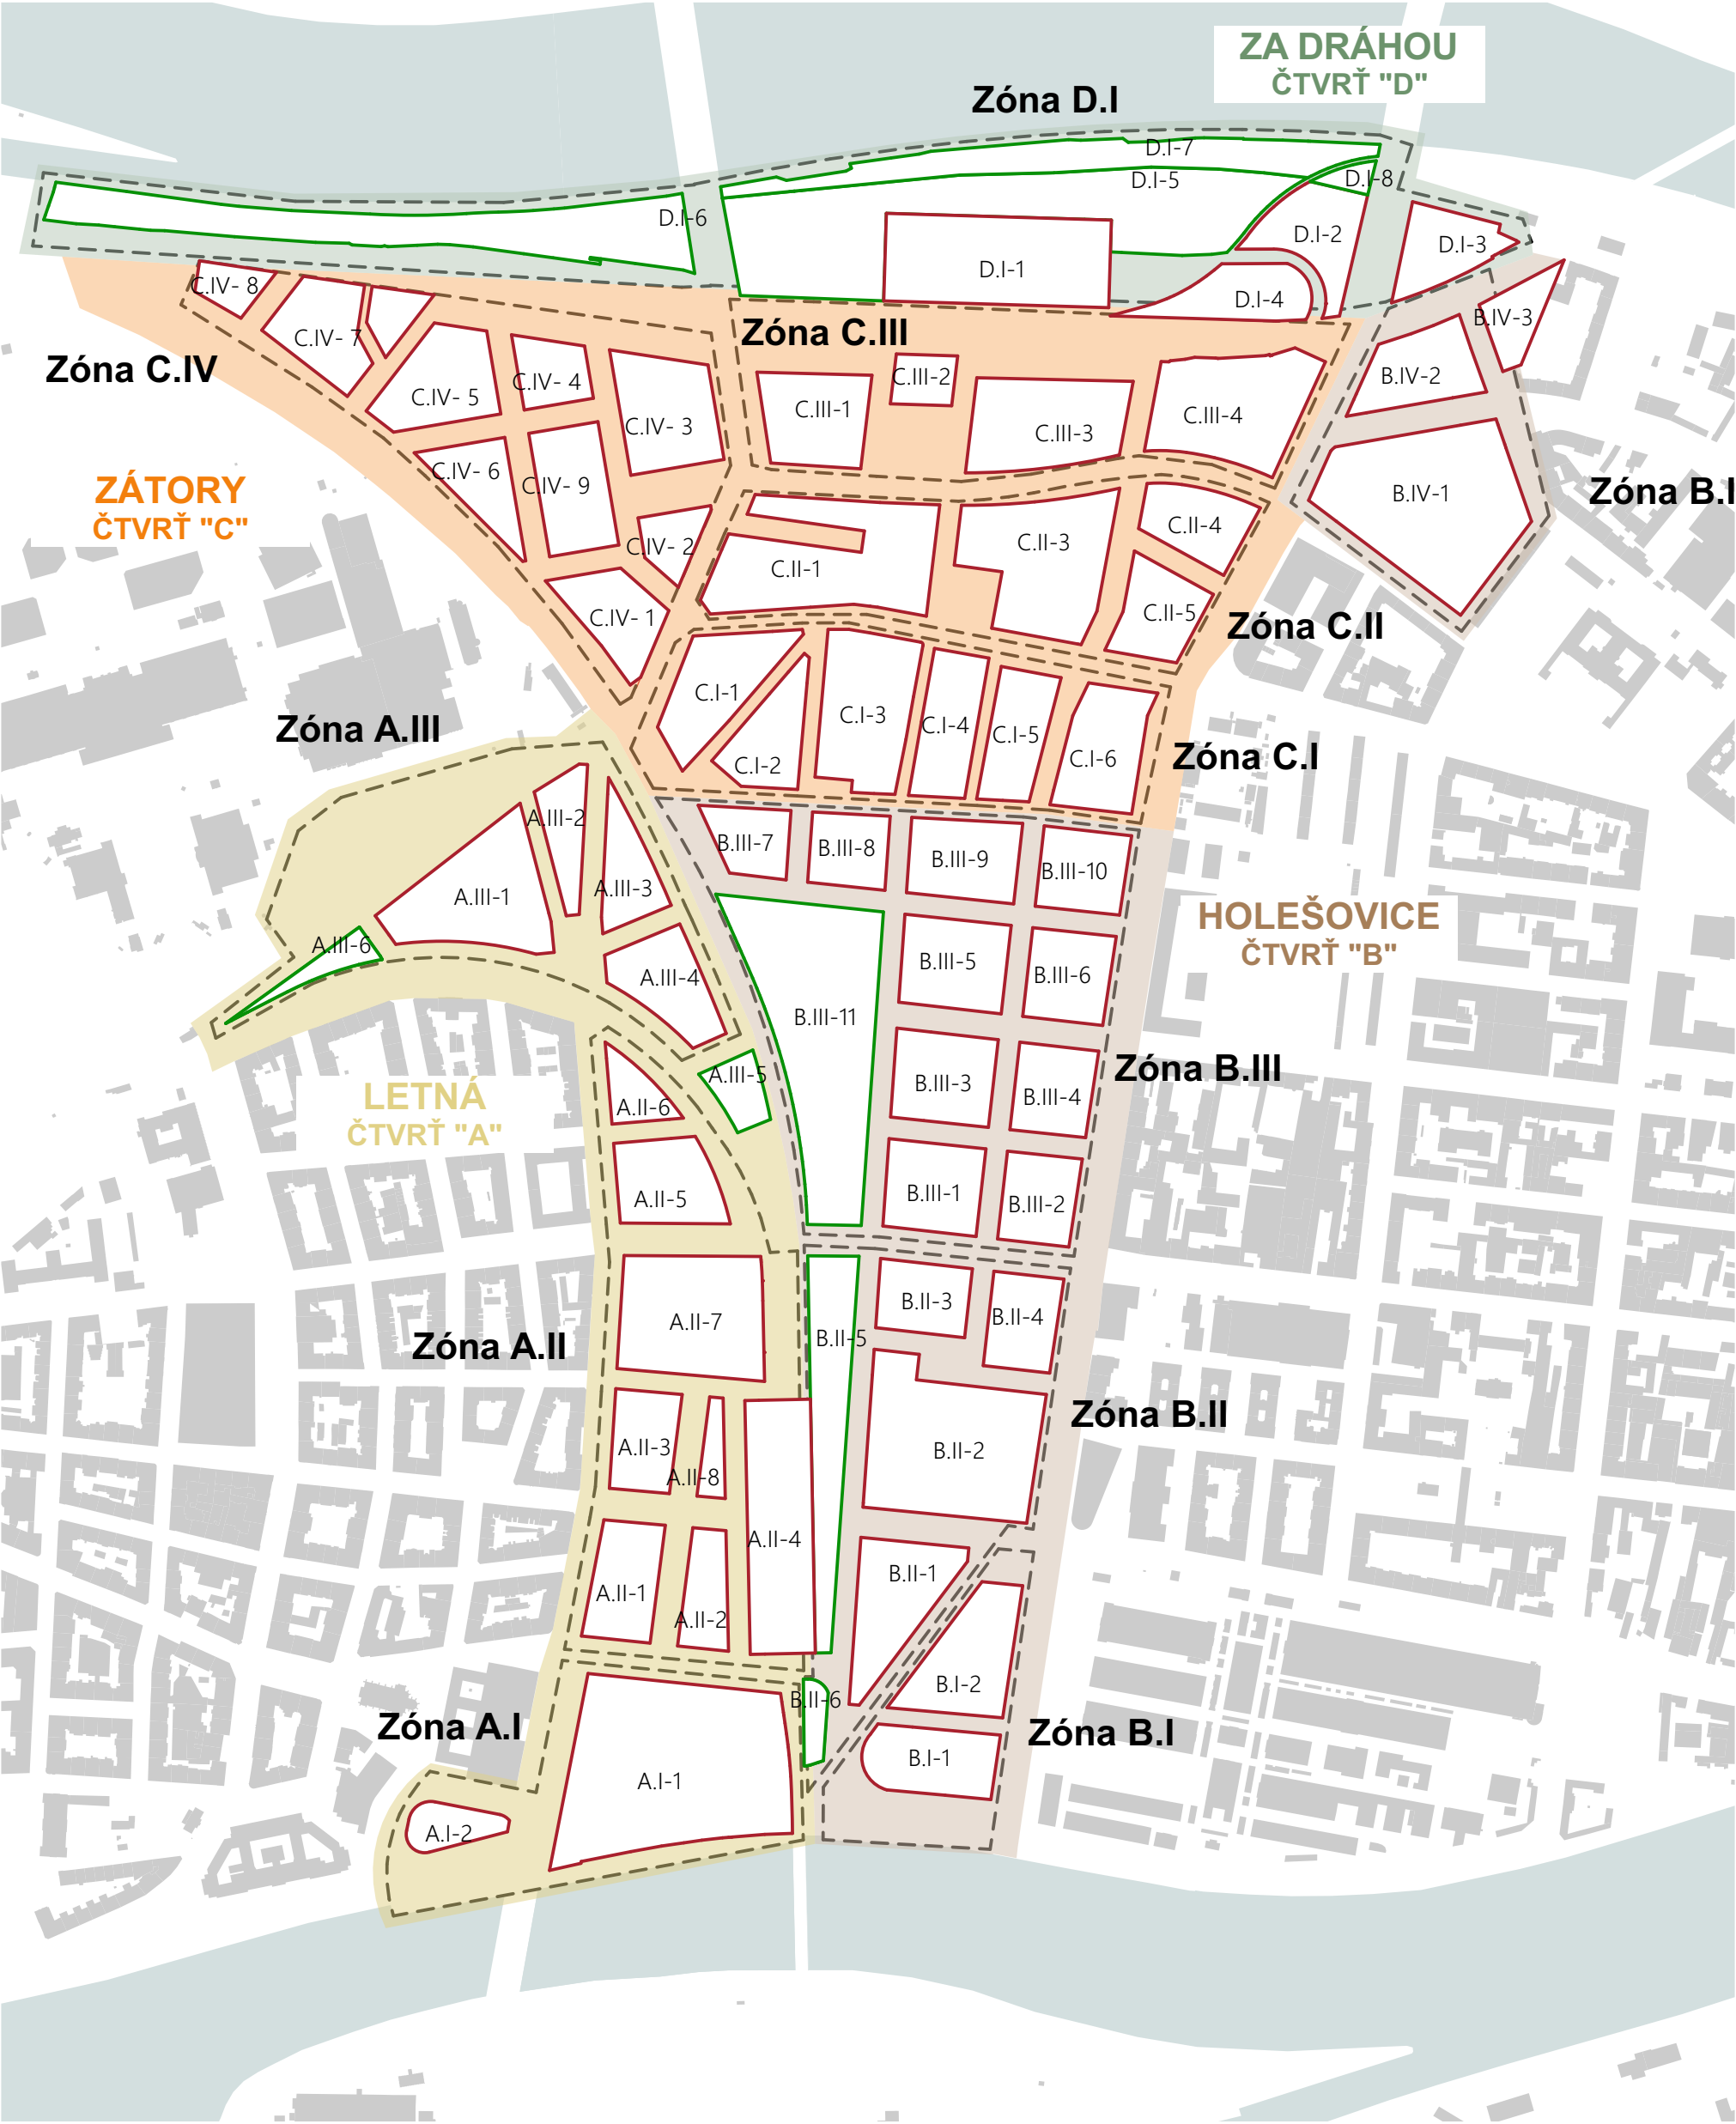 ZA DRÁHOU
ČTVRŤ "D"
Zóna D.I
D.I-7
D.I-5
D.I-8
D.I-6
D.I-2
D.I-3
D.I-1
D.I-4
C.IV- 8
Zóna C.III
B.IV-3
C.IV- 7
Zóna C.IV
C.IV- 5
C.IV- 4
C.III-2
B.IV-2
C.III-1
C.III-4
C.IV- 3
C.III-3
C.IV- 6
C.IV- 9
ZÁTORY
ČTVRŤ "C"
B.IV-1
Zóna B.I
C.II-4
C.IV- 2
C.II-3
C.II-1
C.IV- 1
C.II-5
Zóna C.II
C.I-1
C.I-3
C.I-4
C.I-5
Zóna A.III
C.I-2
C.I-6
Zóna C.I
A.III-2
B.III-7
B.III-8
B.III-9
B.III-10
A.III-1
A.III-3
HOLEŠOVICE
ČTVRŤ "B"
A.III-6
B.III-5
B.III-6
A.III-4
B.III-11
A.III-5
B.III-3
Zóna B.III
LETNÁ
ČTVRŤ "A"
A.II-6
B.III-4
A.II-5
B.III-1
B.III-2
A.II-7
B.II-3
B.II-4
Zóna A.II
B.II-5
Zóna B.II
A.II-3
A.II-8
B.II-2
A.II-4
A.II-1
B.II-1
A.II-2
B.I-2
B.II-6
Zóna A.I
Zóna B.I
B.I-1
A.I-1
A.I-2